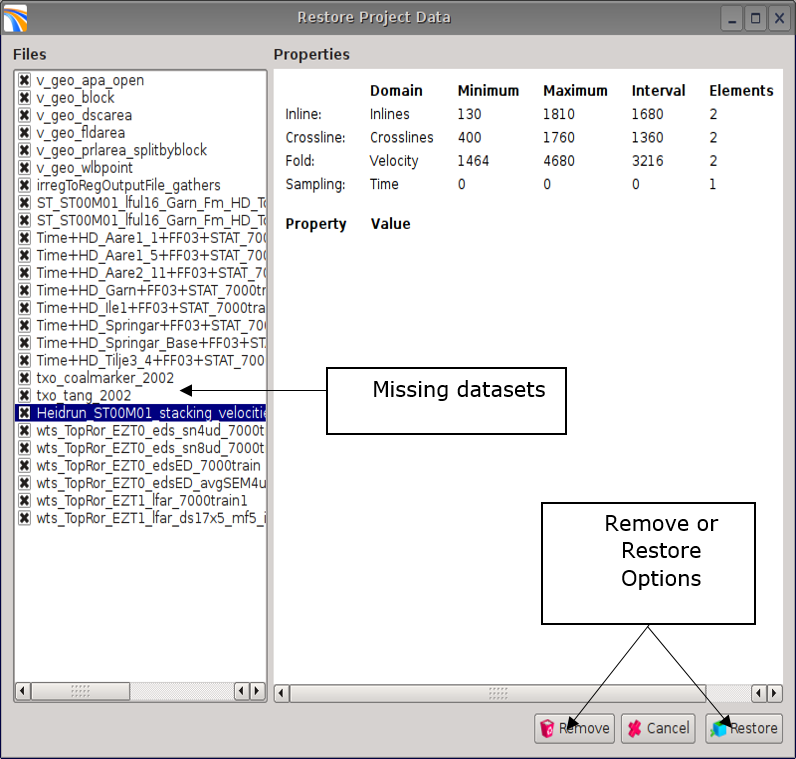 Restore Project Data
Files
v_geo_apa_open
v_geo_block
v_geo_dscarea
v_geo_fldarea
v_geo_prlarea_splitbyblock
v_geo_wlbpoint
irregToRegOutputFile_gathers
ST_ST00M01_lful16_Garn_Fm_HD_To
ST_ST00M01_lful16_Garn_Fm_HD_To
Time+HD_Aare1_1+FF03+STAT_700
Time+HD_Aare1_5+FF03+STAT_700
Time+HD_Aare2_11+FF03+STAT_70
Time+HD_Garn+FF03+STAT_7000tr
Time+HD_Ile1+FF03+STAT_7000tra
Time+HD_Springar+FF03+STAT_70
Time+HD_Springar_Base+FF03+ST
Time+HD_Tilje3_4+FF03+STAT_700
txo_coalmarker_2002
txo_tang_2002
Heidrun_ST00M01_stacking_velocitie
wts_TopRor_EZT0_eds_sn4ud_7000t
wts_TopRor_EZT0_eds_sn8ud_7000t
wts_TopRor_EZT0_edsED_7000train
wts_TopRor_EZT0_edsED_avgSEM4u
wts_TopRor_EZT1_lfar_7000train1
wts_TopRor_EZT1_lfar_ds17x5_mf5_i
Properties
Domain Minimum Maximum Interval Elements
Inline: Inlines 130 1810 1680 2
Crossline: Crosslines 400 1760 1360 2
Fold: Velocity 1464 4680 3216 2
Sampling: Time 0 0 0 1
Property Value
Missing datasets
Remove or
Restore
Options
Remove Cancel Restore